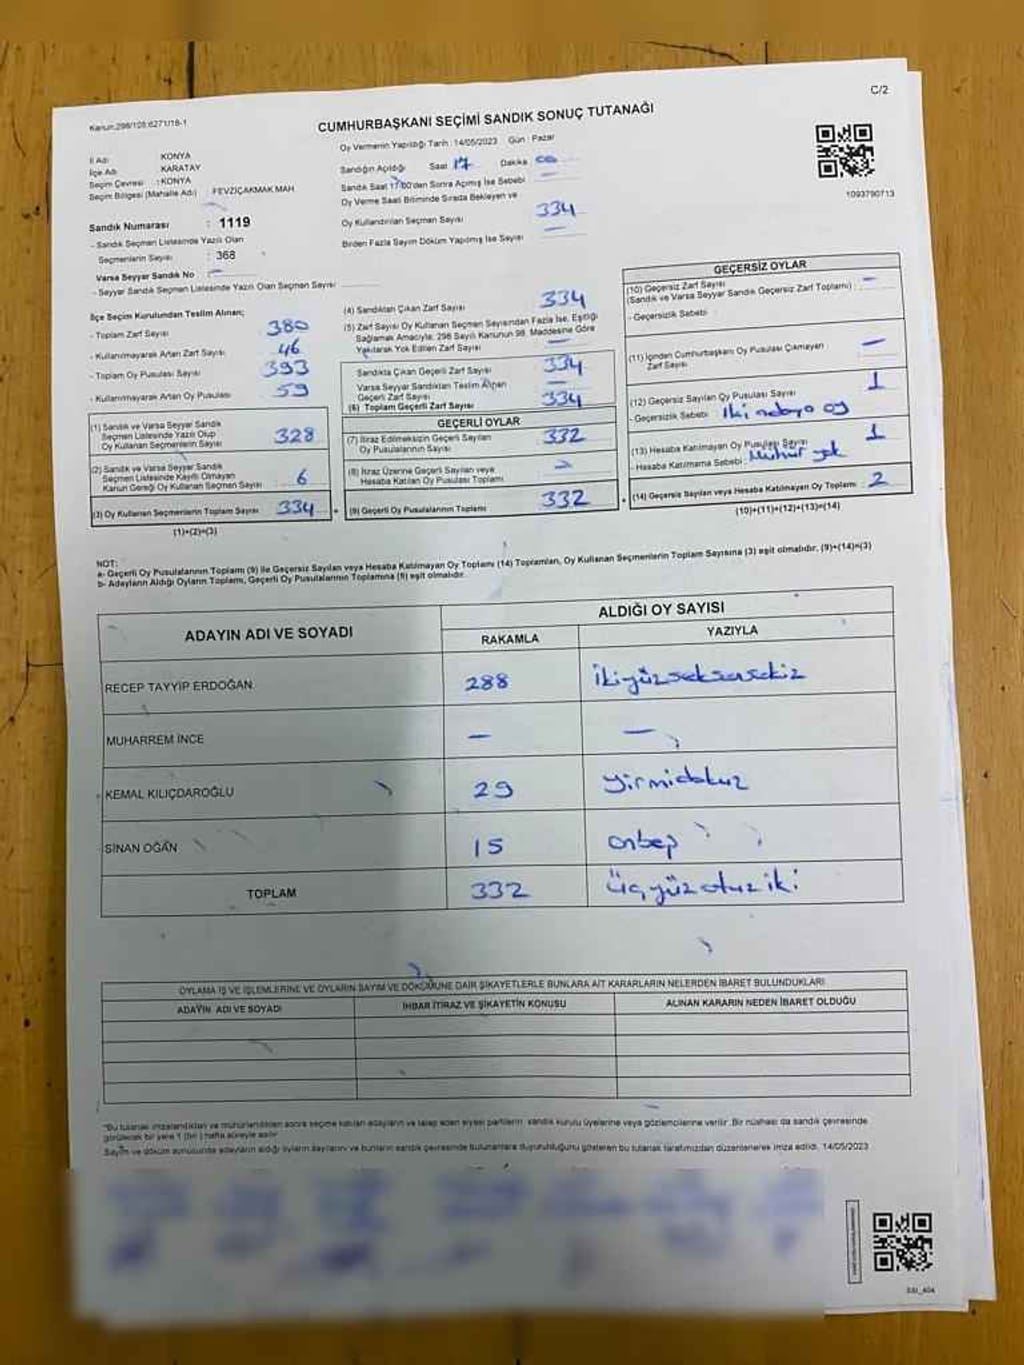 C/2
Kanun:298/105;6271/18-1
CUMHURBAŞKANI SEÇİMİ SANDIK SONUÇ TUTANAĞI
İl Adı KONYA
İlçe Adı KARATAY
Seçim Çevresi : KONYA
Seçim Bölgesi (Mahalle Adı) : FEVZİÇAKMAK MAH
Sandık Numarası : 1119
- Sandık Seçmen Listesinde Yazılı Olan
Seçmenlerin Sayısı : 368
Varsa Seyyar Sandık No : –
- Seyyar Sandık Seçmen Listesinde Yazılı Olan Seçmen Sayısı
Oy Vermenin Yapıldığı Tarih : 14/05/2023 Gün : Pazar
Sandığın Açıldığı Saat 17 Dakika 00
Sandık Saat 17:00'den Sonra Açılmış İse Sebebi –
Oy Verme Saati Bitiminde Sırada Bekleyen ve
Oy Kullandırılan Seçmen Sayısı 334
Birden Fazla Sayım Döküm Yapılmış İse Sayısı –
1093790713
İlçe Seçim Kurulundan Teslim Alınan;
- Toplam Zarf Sayısı 380
- Kullanılmayarak Artan Zarf Sayısı 46
- Toplam Oy Pusulası Sayısı 393
- Kullanılmayarak Artan Oy Pusulası 59
(1) Sandık ve Varsa Seyyar Sandık
Seçmen Listesinde Yazılı Olup
Oy Kullanan Seçmenlerin Sayısı 328
(2) Sandık ve Varsa Seyyar Sandık
Seçmen Listesinde Kayıtlı Olmayan
Kanun Gereği Oy Kullanan Seçmen Sayısı 6
(3) Oy Kullanan Seçmenlerin Toplam Sayısı 334
(1)+(2)=(3)
(4) Sandıktan Çıkan Zarf Sayısı 334
(5) Zarf Sayısı Oy Kullanan Seçmen Sayısından Fazla İse, Eşitliği
Sağlamak Amacıyla; 298 Sayılı Kanunun 98. Maddesine Göre
Yakılarak Yok Edilen Zarf Sayısı –
Sandıkta Çıkan Geçerli Zarf Sayısı 334
Varsa Seyyar Sandıktan Teslim Alınan
Geçerli Zarf Sayısı –
(6) Toplam Geçerli Zarf Sayısı 334
GEÇERLİ OYLAR
(7) İtiraz Edilmeksizin Geçerli Sayılan
Oy Pusulalarının Sayısı 332
(8) İtiraz Üzerine Geçerli Sayılan veya
Hesaba Katılan Oy Pusulası Toplamı
(9) Geçerli Oy Pusulalarının Toplamı 332
GEÇERSİZ OYLAR
(10) Geçersiz Zarf Sayısı
(Sandık ve Varsa Seyyar Sandık Geçersiz Zarf Toplamı) : –
- Geçersizlik Sebebi
(11) İçinden Cumhurbaşkanı Oy Pusulası Çıkmayan
Zarf Sayısı –
(12) Geçersiz Sayılan Oy Pusulası Sayısı 1
- Geçersizlik Sebebi : İki adaya oy
(13) Hesaba Katılmayan Oy Pusulası Sayısı 1
- Hesaba Katılmama Sebebi : Mühür yok
(14) Geçersiz Sayılan veya Hesaba Katılmayan Oy Toplamı : 2
(10)+(11)+(12)+(13)=(14)
NOT:
a- Geçerli Oy Pusulalarının Toplamı (9) ile Geçersiz Sayılan veya Hesaba Katılmayan Oy Toplamı (14) Toplamları, Oy Kullanan Seçmenlerin Toplam Sayısına (3) eşit olmalıdır. (9)+(14)=(3)
b- Adayların Aldığı Oyların Toplamı, Geçerli Oy Pusulalarının Toplamına (9) eşit olmalıdır.
ADAYIN ADI VE SOYADI ALDIĞI OY SAYISI
RAKAMLA YAZIYLA
RECEP TAYYİP ERDOĞAN 288 ikiyüzseksensekiz
MUHARREM İNCE – –
KEMAL KILIÇDAROĞLU 29 yirmidokuz
SİNAN OĞAN 15 onbeş
TOPLAM 332 Üçyüzotuziki
OYLAMA İŞ VE İŞLEMLERİNE VE OYLARIN SAYIM VE DÖKÜMÜNE DAİR ŞİKAYETLERLE BUNLARA AİT KARARLARIN NELERDEN İBARET BULUNDUKLARI
ADAYIN ADI VE SOYADI İHBAR İTİRAZ VE ŞİKAYETİN KONUSU ALINAN KARARIN NEDEN İBARET OLDUĞU
*Bu tutanak imzalandıktan ve mühürlendikten sonra seçime katılan adayların ve talep eden siyasi partilerin sandık kurulu üyelerine veya gözlemcilerine verilir. Bir nüshası da sandık çevresinde
görülecek bir yere 1 (bir) hafta süreyle asılır.
Sayım ve döküm sonucunda adayların aldığı oyların sayılarını ve bunların sandık çevresinde bulunanlara duyurulduğunu gösteren bu tutanak tarafımızdan düzenlenerek imza edildi. 14/05/2023